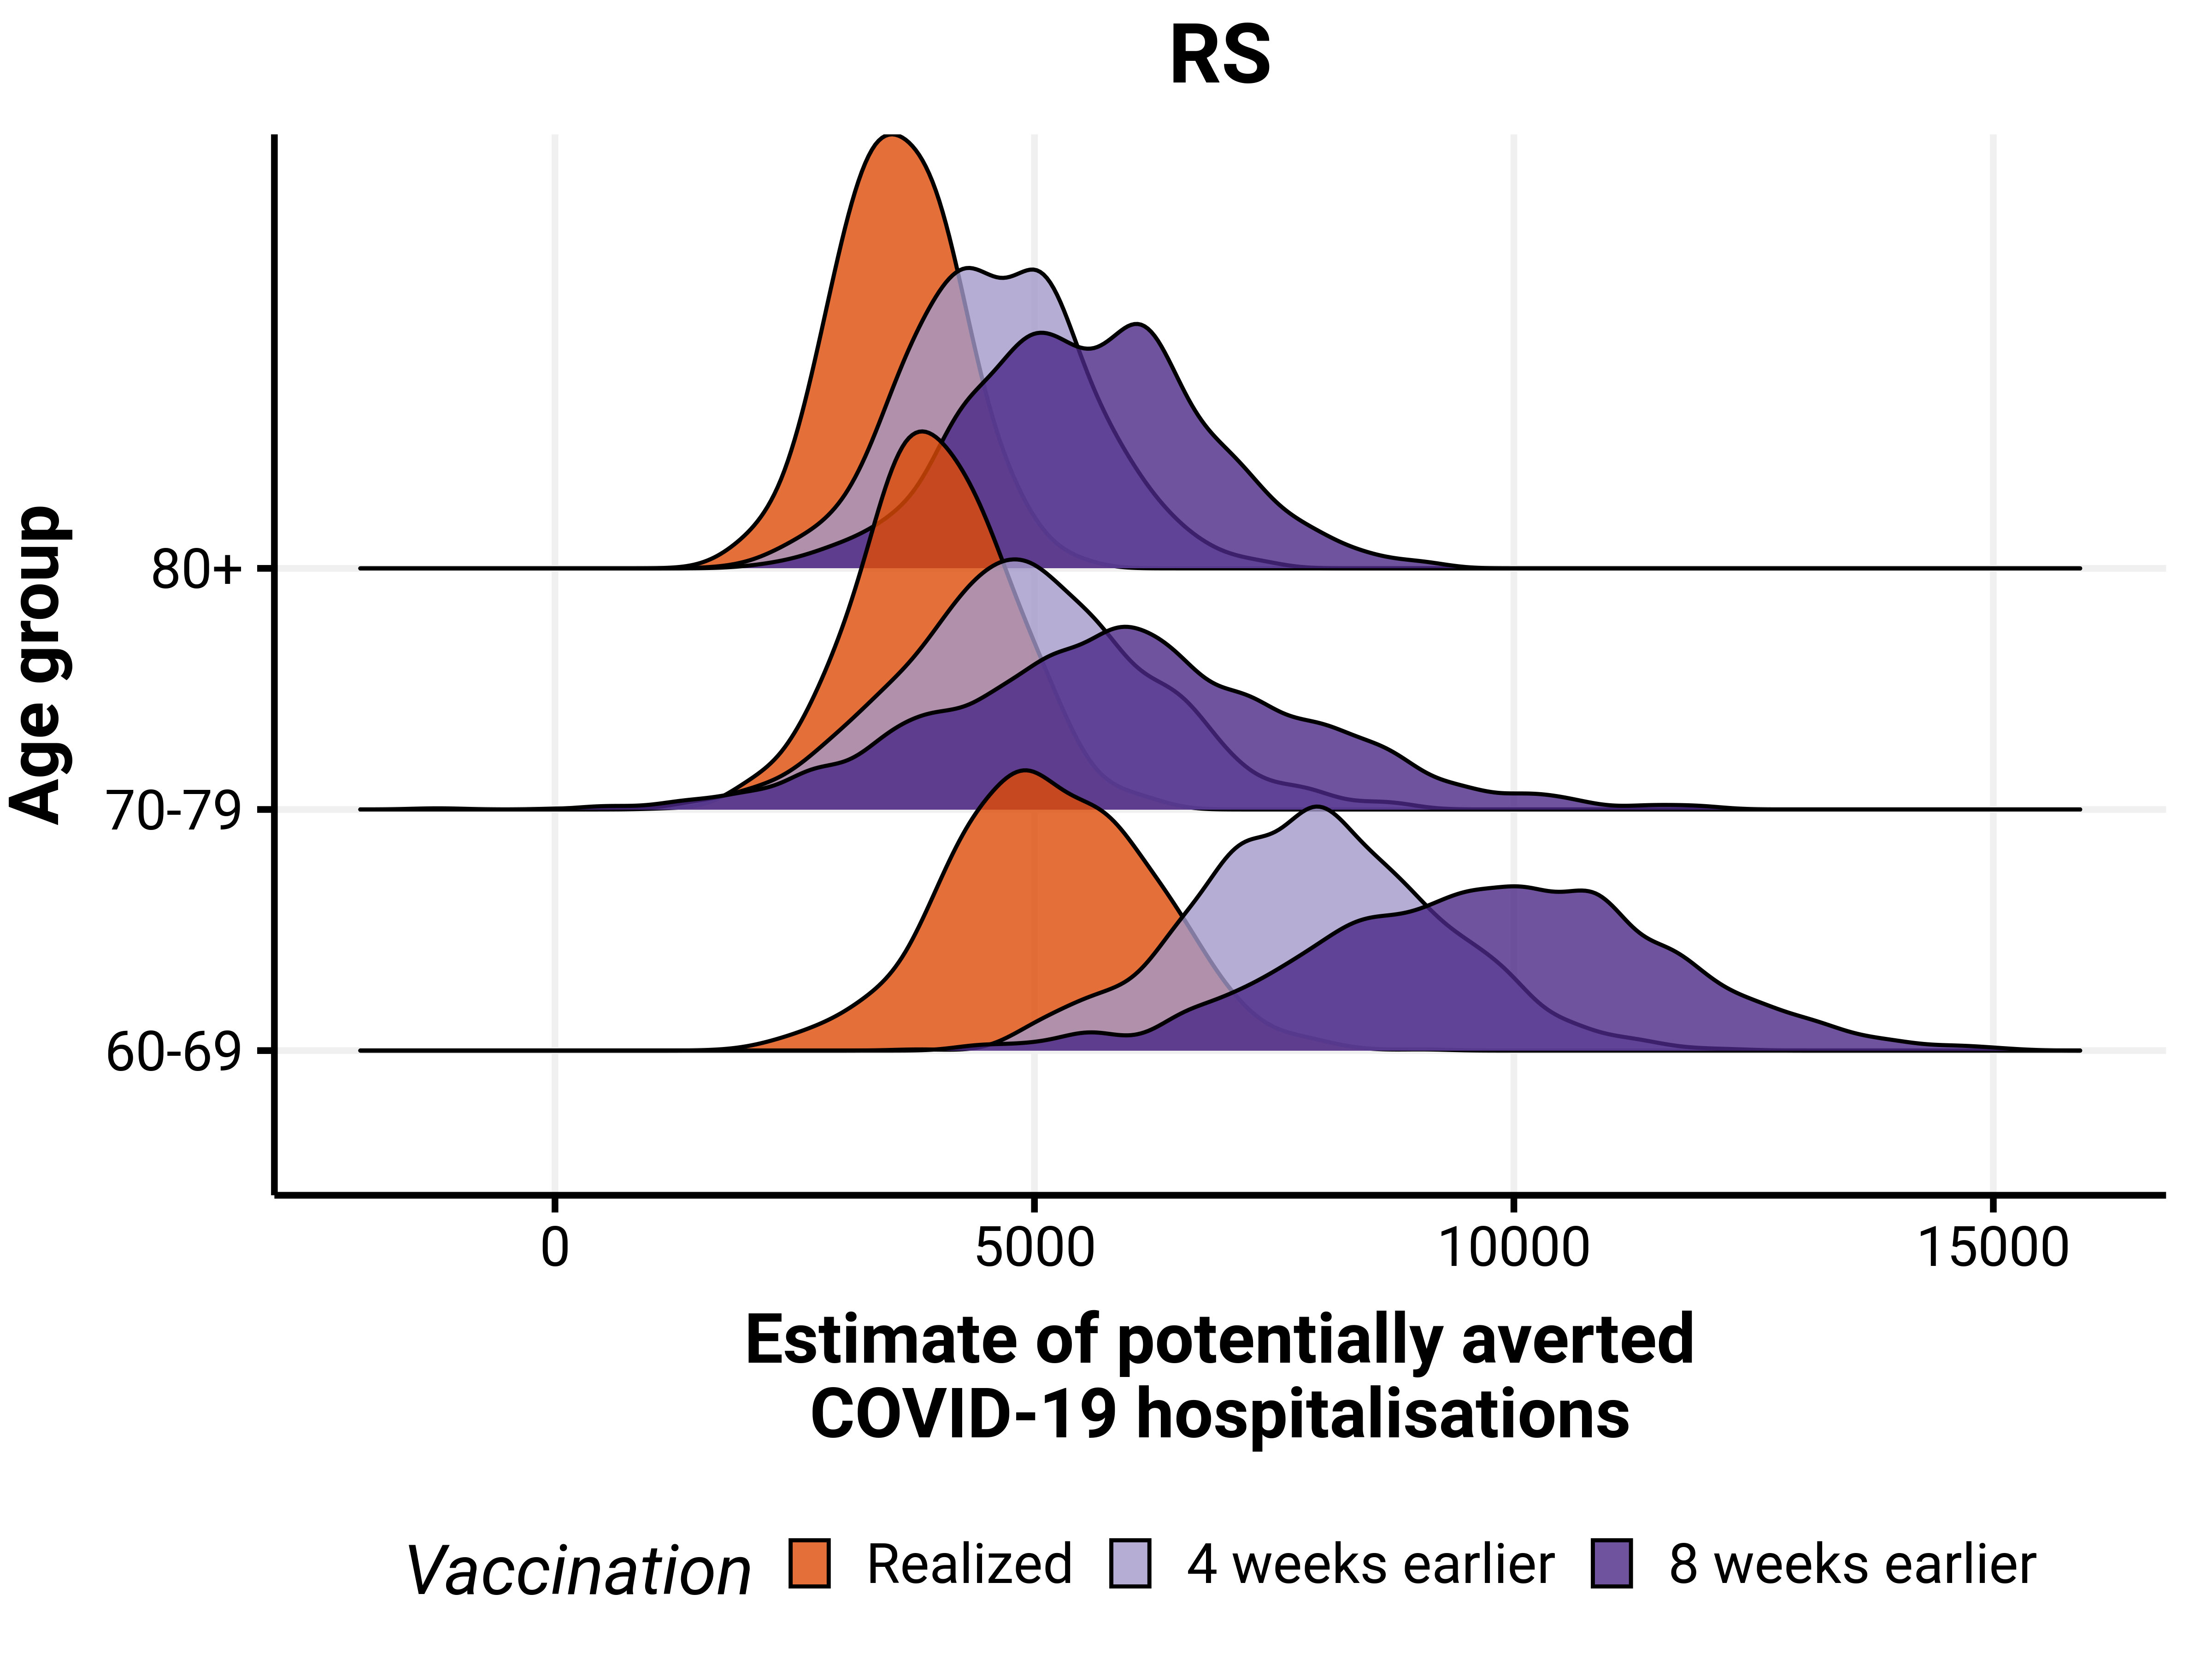 RS
Age group
80+
70-79
60-69
0 5000 10000 15000
Estimate of potentially averted
COVID-19 hospitalisations
Vaccination Realized 4 weeks earlier 8 weeks earlier